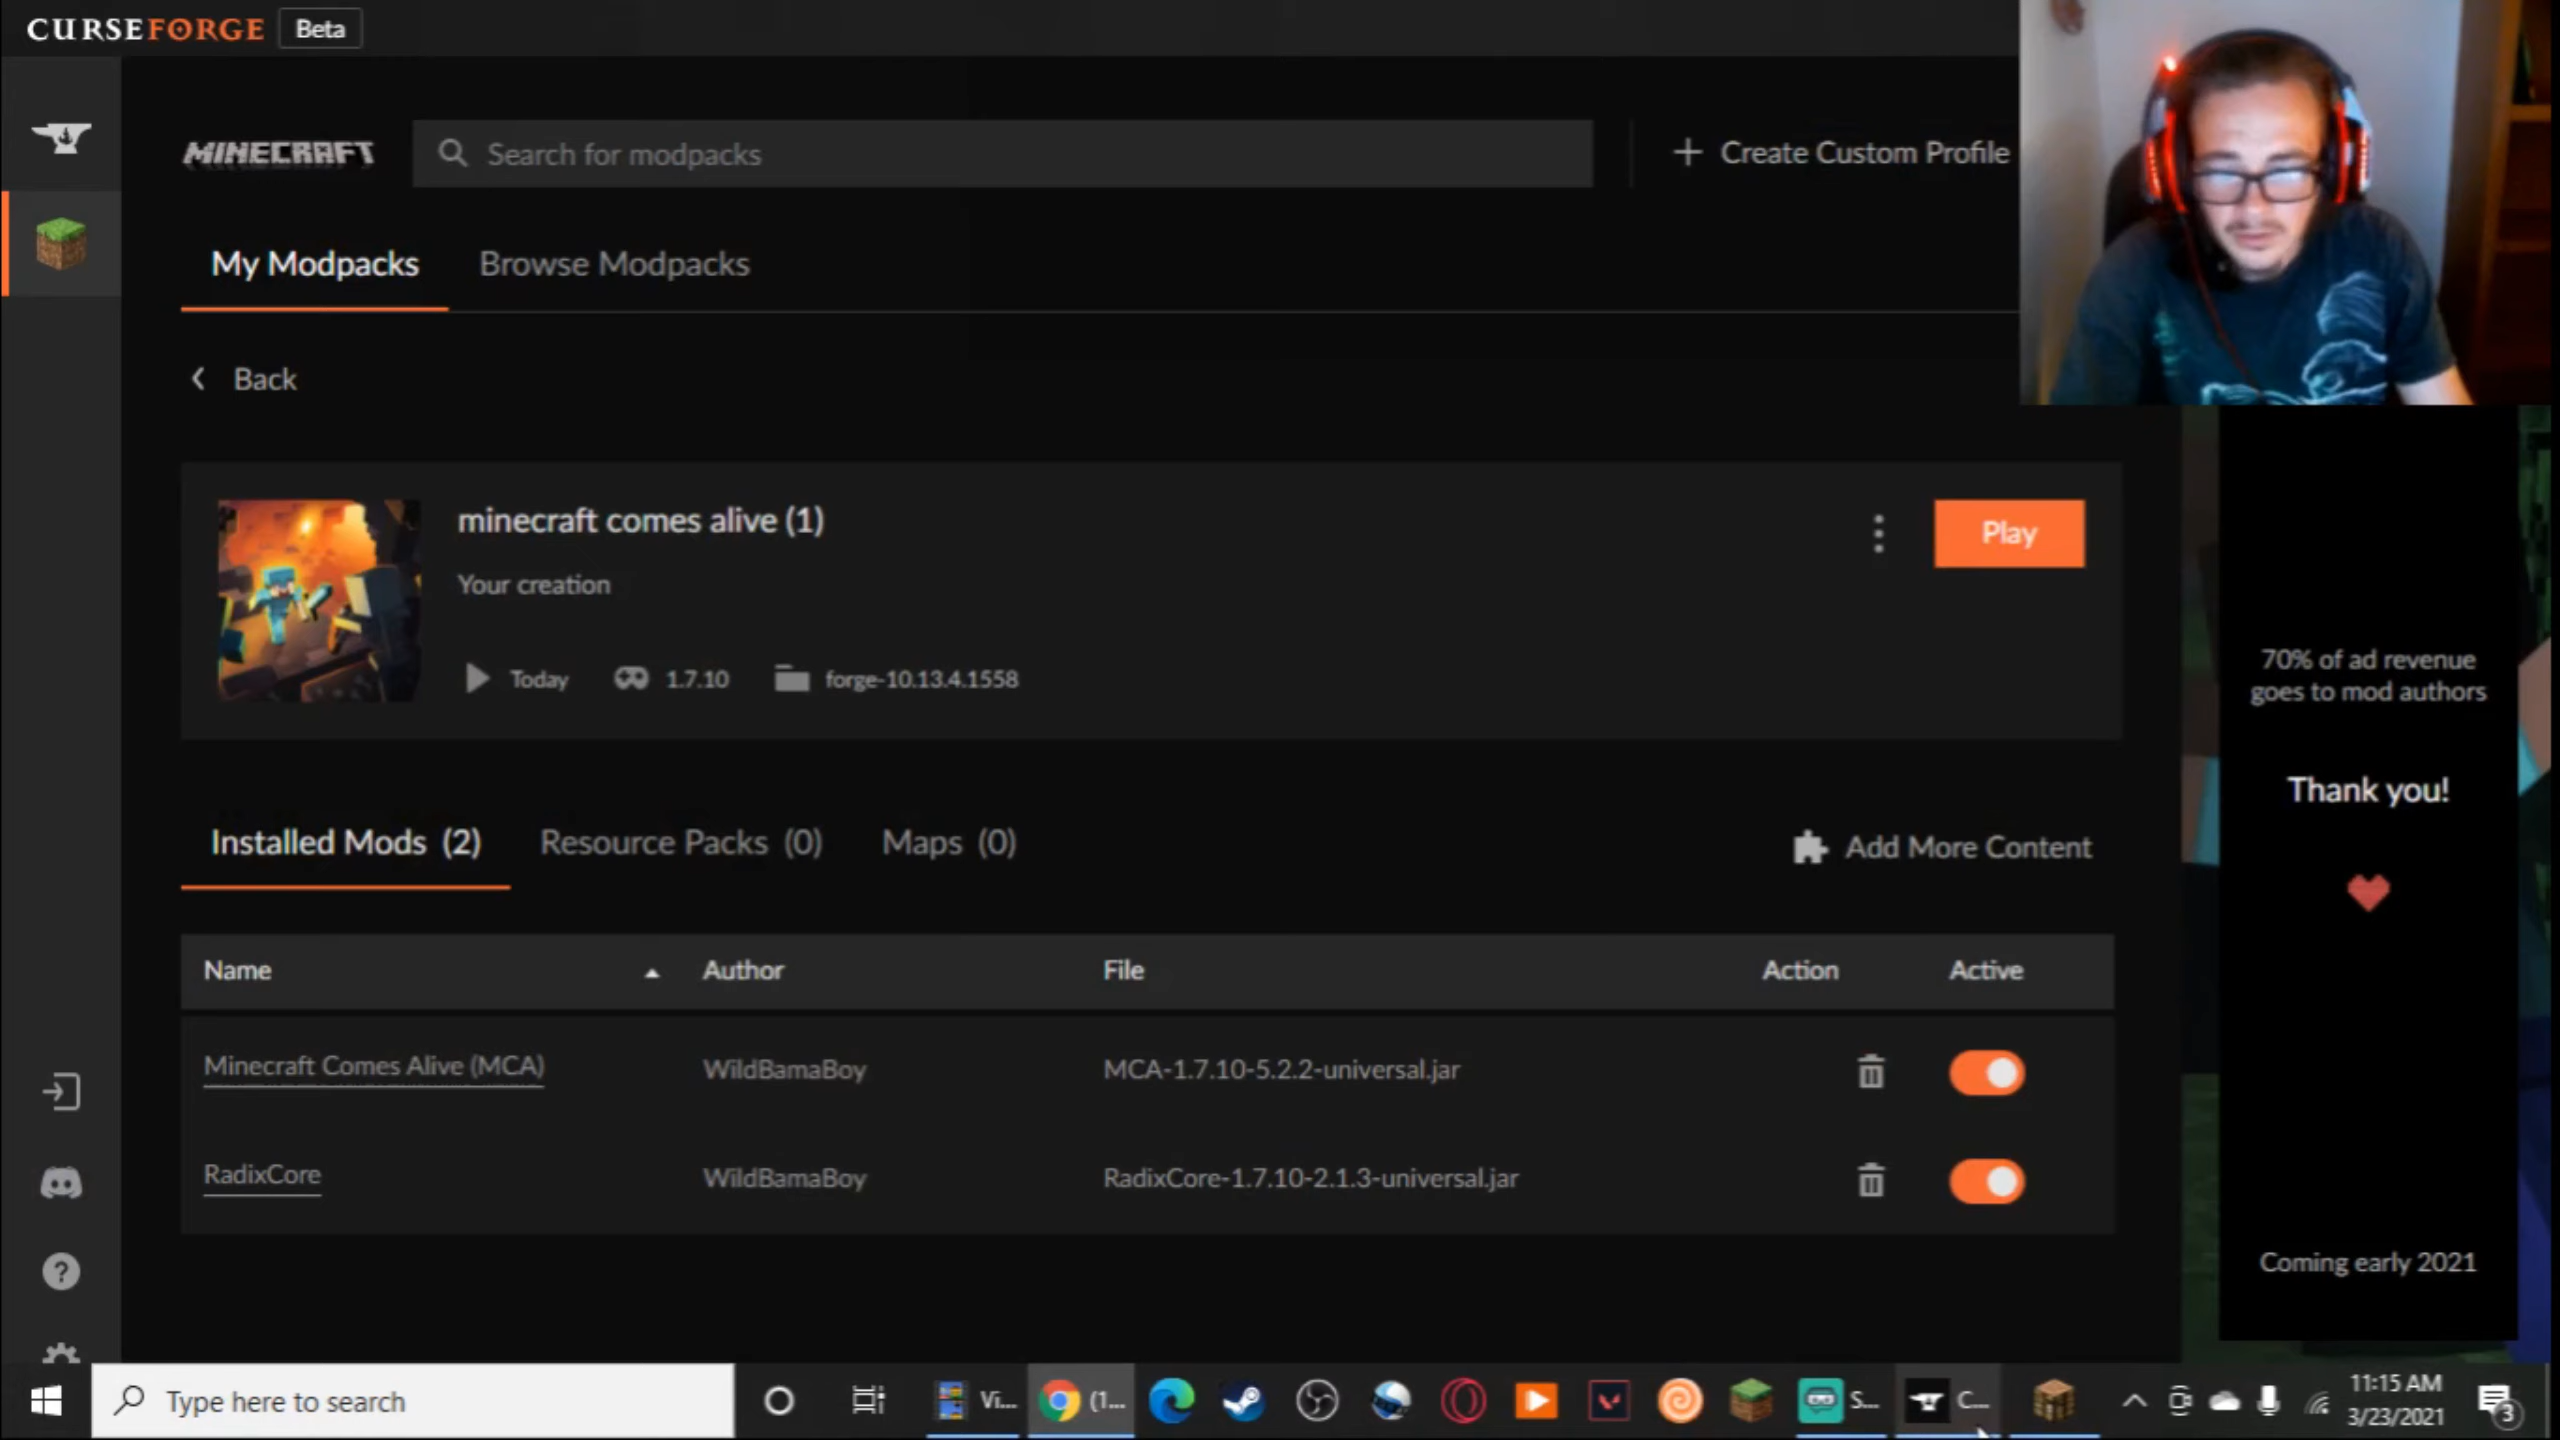 CURSEFORGE Beta
MINECRAFT
Search for modpacks
Create Custom Profile
My Modpacks
Browse Modpacks
Back
minecraft comes alive (1)
Play
Your creation
Today
1.7.10
forge-10.13.4.1558
70% of ad revenue
goes to mod authors
Thank you!
Installed Mods (2)
Resource Packs (0)
Maps (0)
Add More Content
Name
Author
File
Action
Active
Minecraft Comes Alive (MCA)
WildBamaBoy
MCA-1.7.10-5.2.2-universal.jar
RadixCore
WildBamaBoy
RadixCore-1.7.10-2.1.3-universal.jar
Coming early 2021
Type here to search
Vi...
(1...
S...
C...
11:15 AM
3/23/2021
3